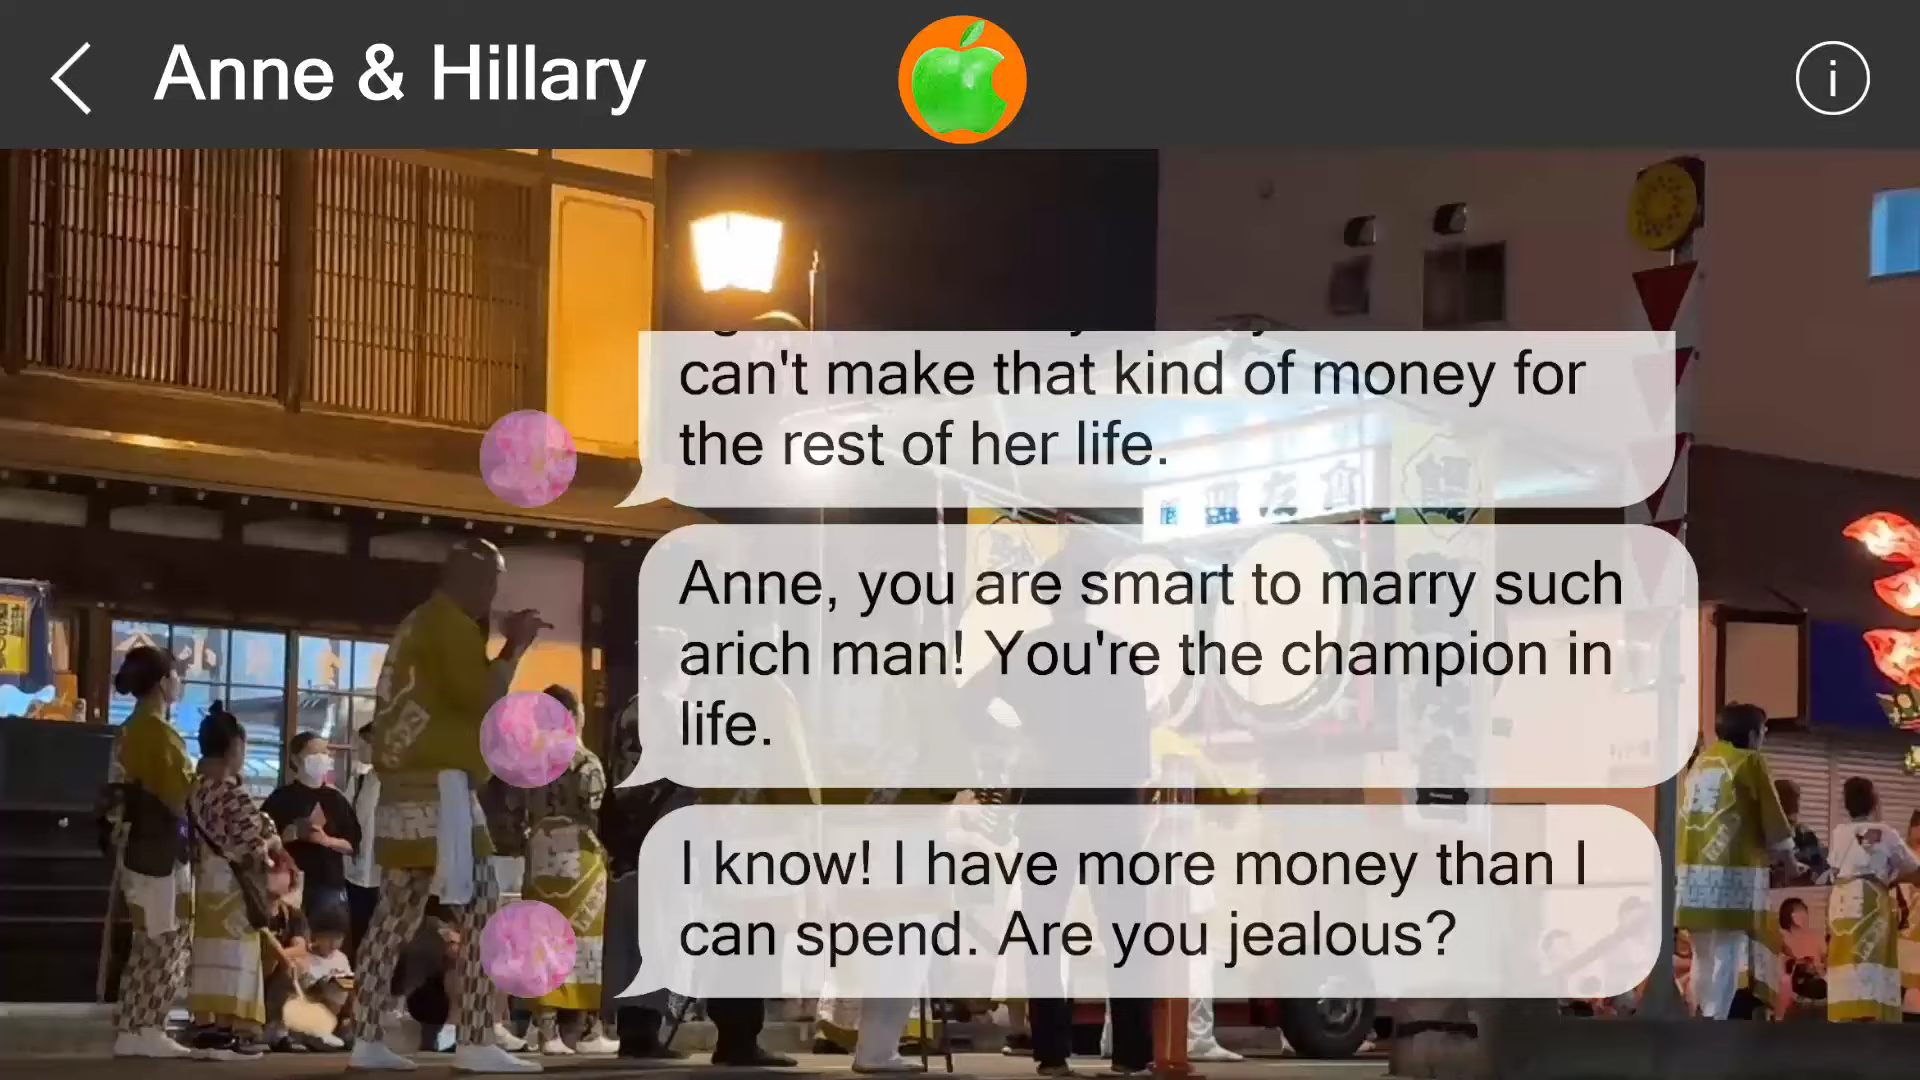 Anne & Hillary
can't make that kind of money for
the rest of her life.
Anne, you are smart to marry such
arich man! You're the champion in
life.
I know! I have more money than I
can spend. Are you jealous?